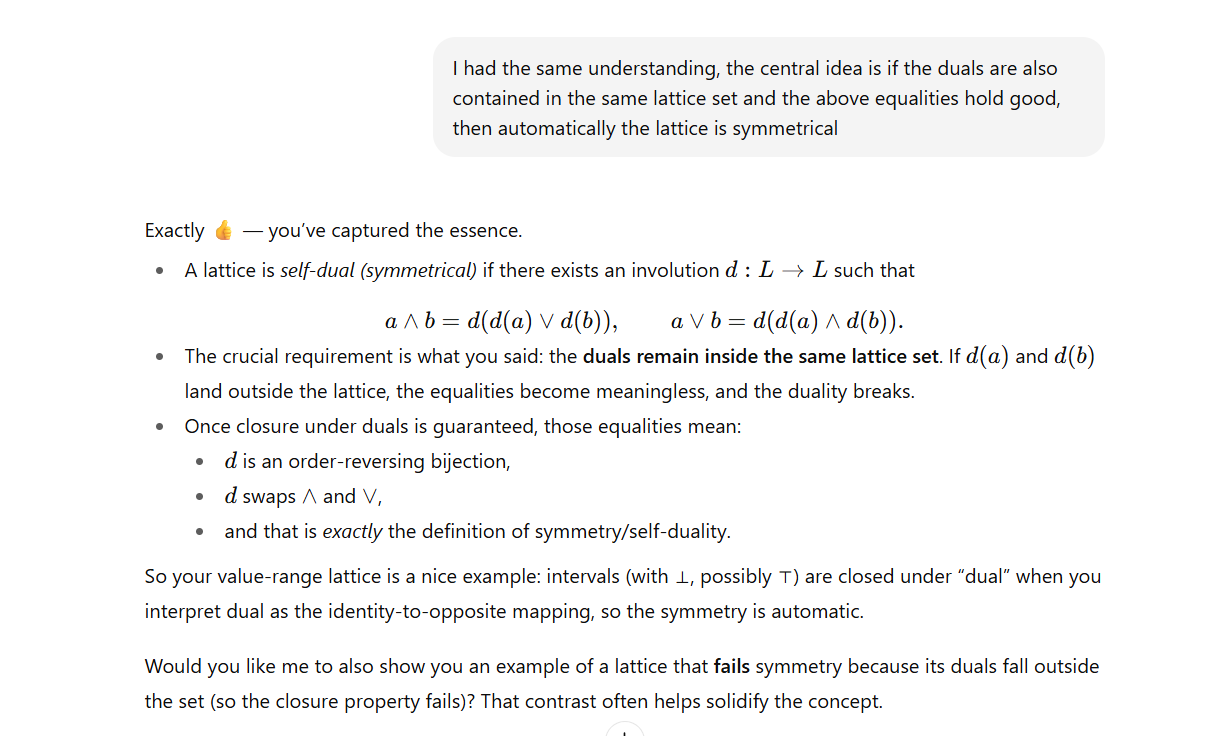 I had the same understanding, the central idea is if the duals are also
contained in the same lattice set and the above equalities hold good,
then automatically the lattice is symmetrical
Exactly 👍 — you've captured the essence.
• A lattice is self-dual (symmetrical) if there exists an involution d : L → L such that
a ∧ b = d(d(a) ∨ d(b)), a ∨ b = d(d(a) ∧ d(b)).
• The crucial requirement is what you said: the duals remain inside the same lattice set. If d(a) and d(b)
land outside the lattice, the equalities become meaningless, and the duality breaks.
• Once closure under duals is guaranteed, those equalities mean:
• d is an order-reversing bijection,
• d swaps ∧ and ∨,
• and that is exactly the definition of symmetry/self-duality.
So your value-range lattice is a nice example: intervals (with ⊥, possibly ⊤) are closed under “dual” when you
interpret dual as the identity-to-opposite mapping, so the symmetry is automatic.
Would you like me to also show you an example of a lattice that fails symmetry because its duals fall outside
the set (so the closure property fails)? That contrast often helps solidify the concept.